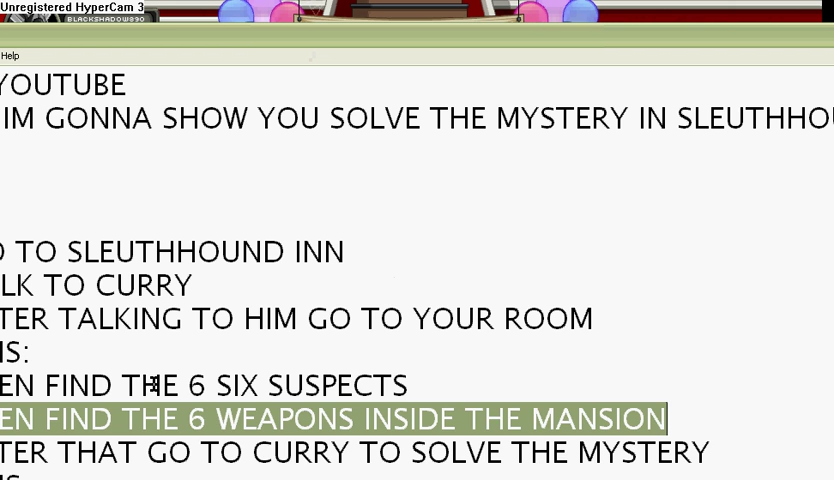 Unregistered HyperCam 3
BLACKSHADOW890
Help
YOUTUBE
IM GONNA SHOW YOU SOLVE THE MYSTERY IN SLEUTHHOU
O TO SLEUTHHOUND INN
LK TO CURRY
TER TALKING TO HIM GO TO YOUR ROOM
IS:
EN FIND THE 6 SIX SUSPECTS
EN FIND THE 6 WEAPONS INSIDE THE MANSION
TER THAT GO TO CURRY TO SOLVE THE MYSTERY